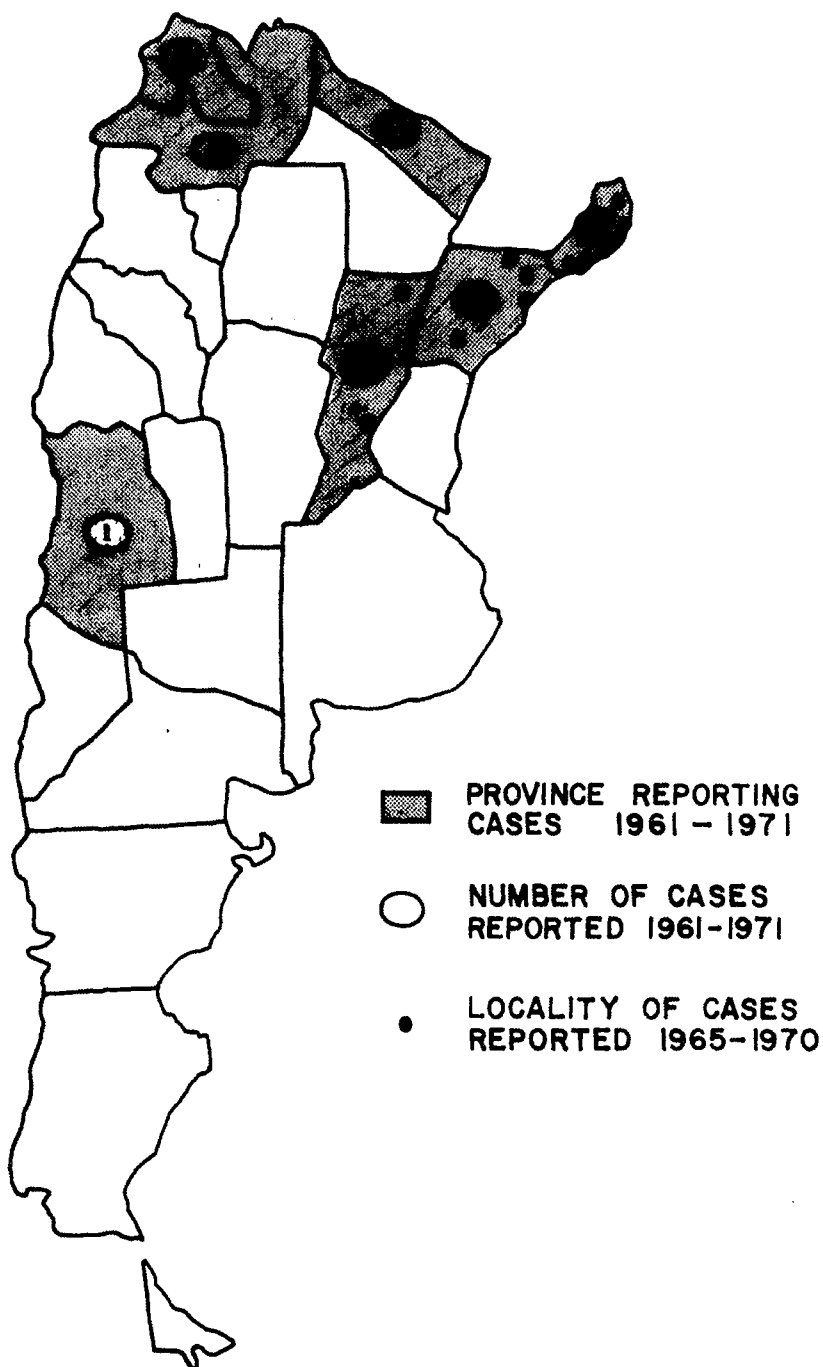 1
PROVINCE REPORTING
CASES 1961-1971
NUMBER OF CASES
REPORTED 1961-1971
LOCALITY OF CASES
REPORTED 1965-1970